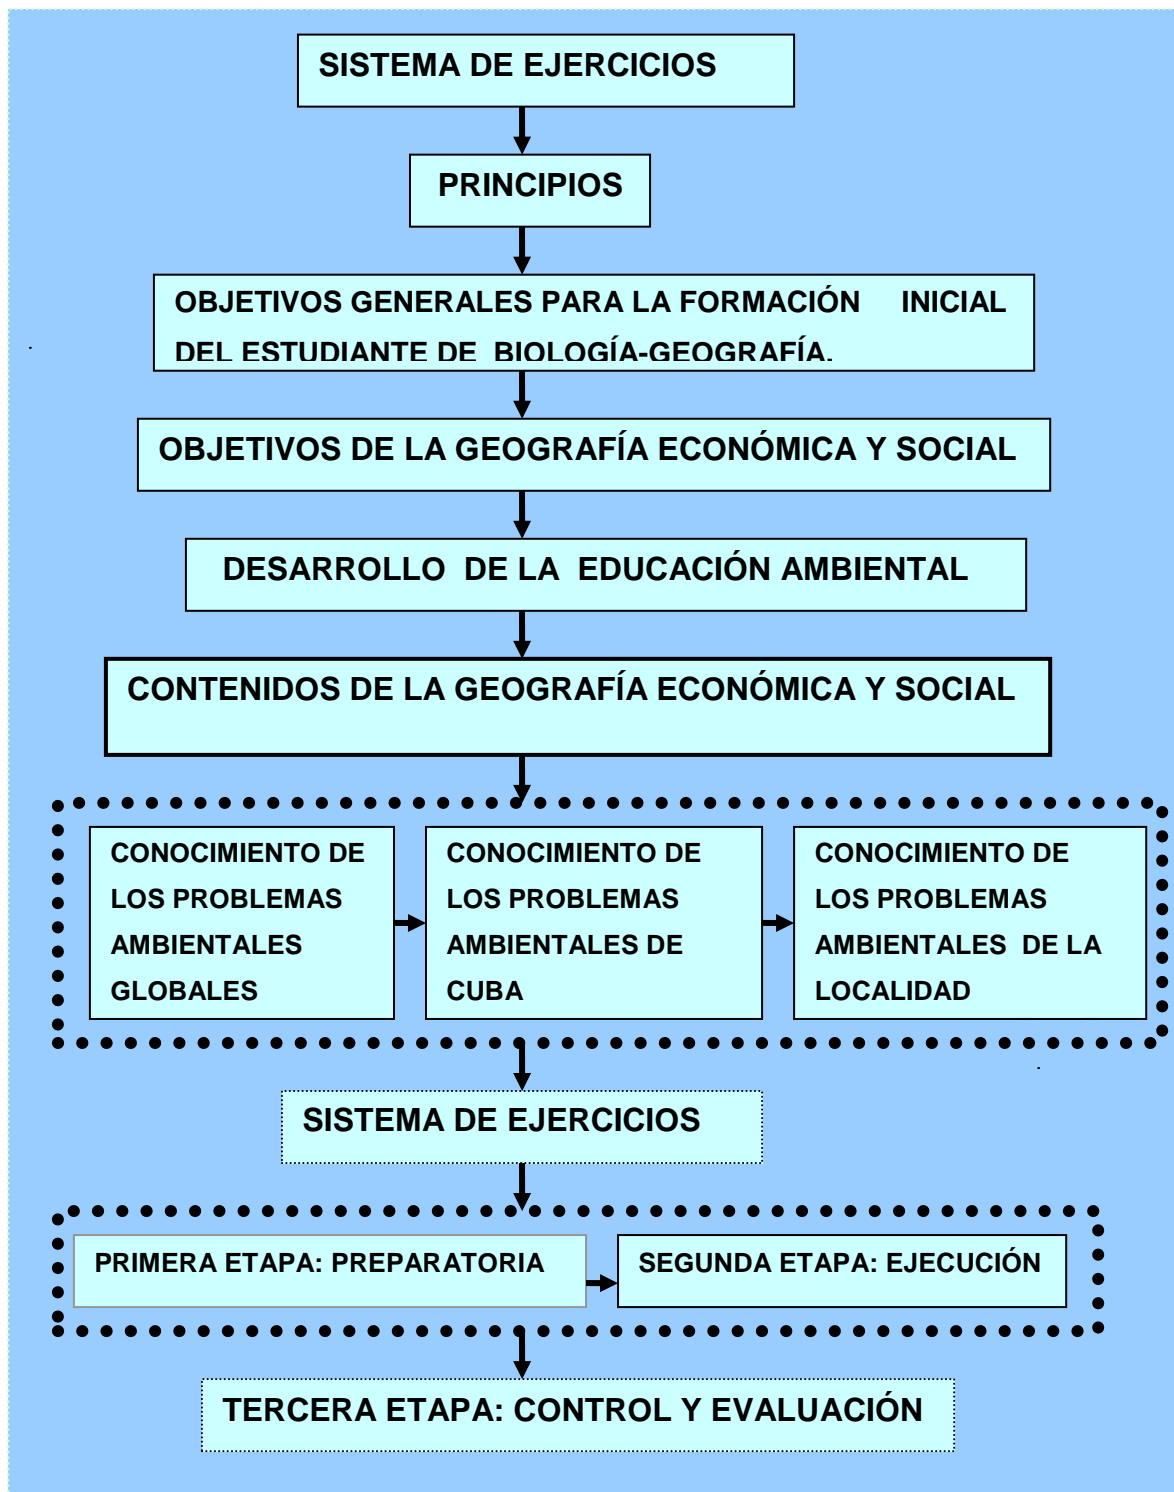 SISTEMA DE EJERCICIOS
PRINCIPIOS
OBJETIVOS GENERALES PARA LA FORMACIÓN INICIAL
DEL ESTUDIANTE DE BIOLOGÍA-GEOGRAFÍA.
OBJETIVOS DE LA GEOGRAFÍA ECONÓMICA Y SOCIAL
DESARROLLO DE LA EDUCACIÓN AMBIENTAL
CONTENIDOS DE LA GEOGRAFÍA ECONÓMICA Y SOCIAL
CONOCIMIENTO DE
LOS PROBLEMAS
AMBIENTALES
GLOBALES
CONOCIMIENTO DE
LOS PROBLEMAS
AMBIENTALES DE
CUBA
CONOCIMIENTO DE
LOS PROBLEMAS
AMBIENTALES DE LA
LOCALIDAD
SISTEMA DE EJERCICIOS
PRIMERA ETAPA: PREPARATORIA
SEGUNDA ETAPA: EJECUCIÓN
TERCERA ETAPA: CONTROL Y EVALUACIÓN